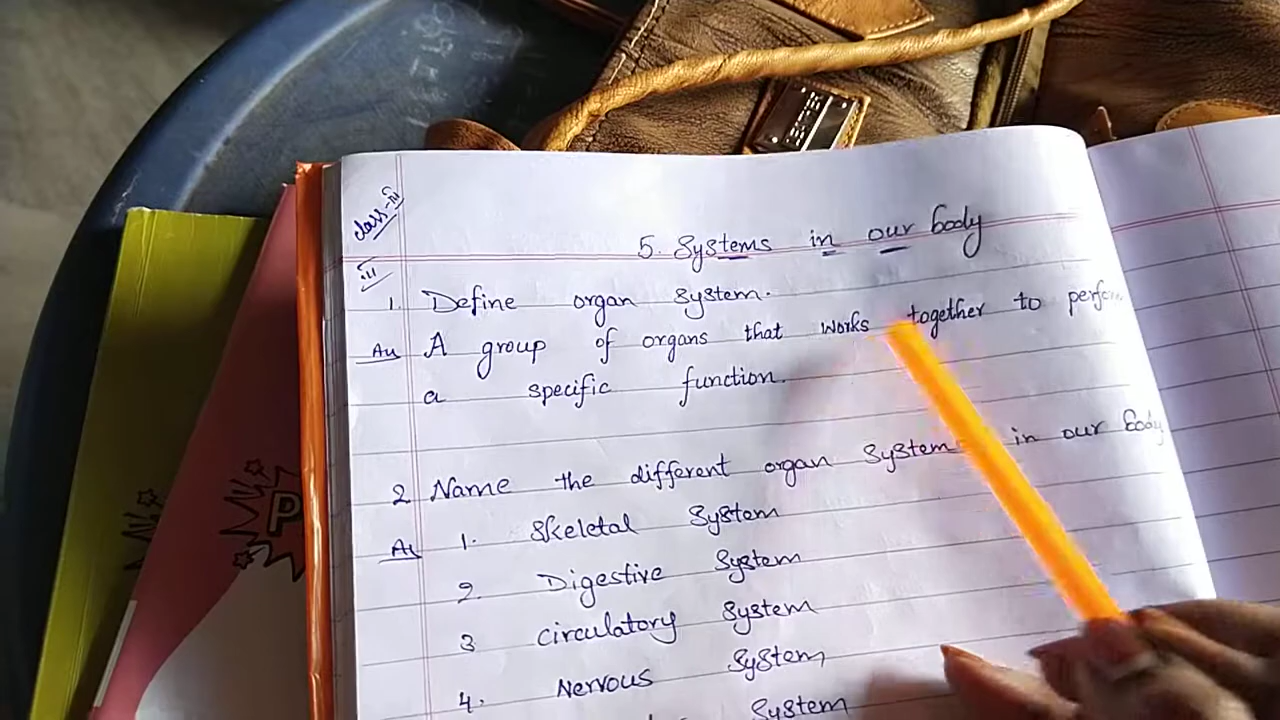 class-iii
5. Systems in our body
iii
1. Define organ system.
Ans A group of organs that works together to perform
a specific function.
2 Name the different organ systems in our body
1. Skeletal System
2. Digestive System
3 circulatory System
4. Nervous System
System
P